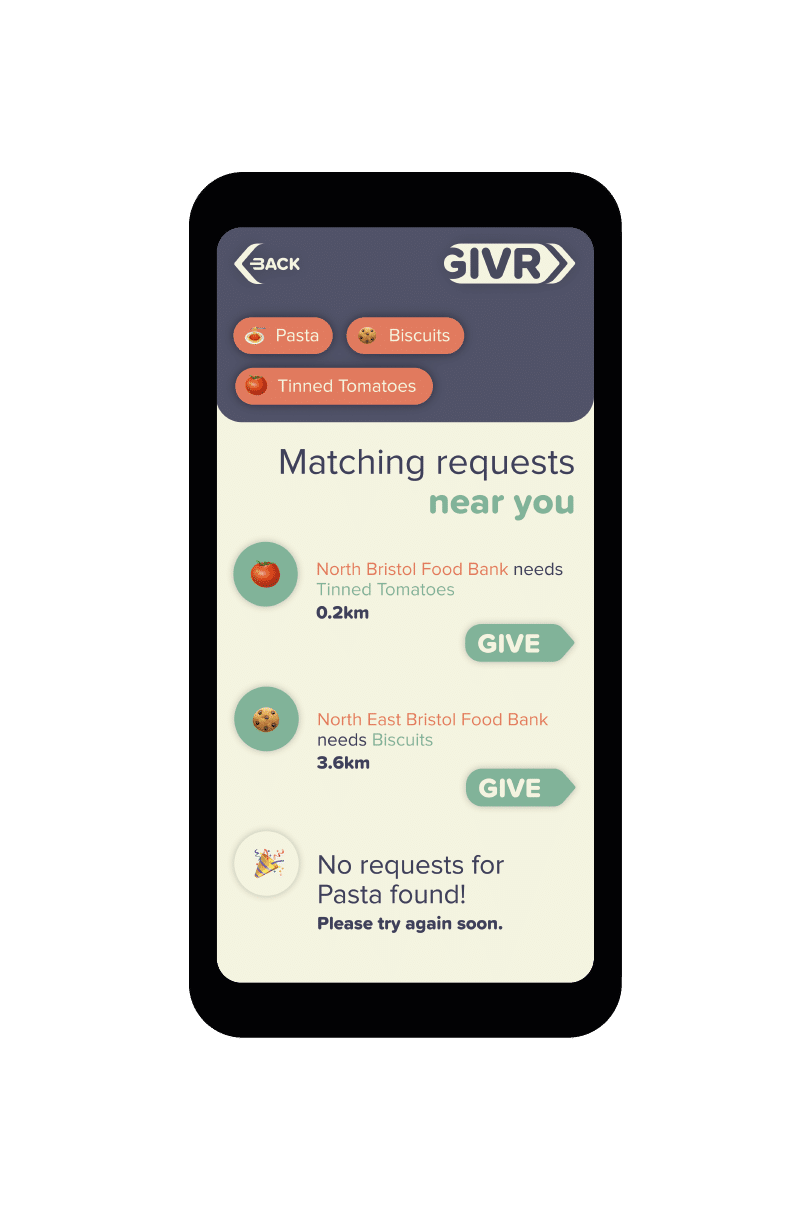 BACK
GIVR
Pasta
Biscuits
Tinned Tomatoes
Matching requests
near you
North Bristol Food Bank needs
Tinned Tomatoes
0.2km
GIVE
North East Bristol Food Bank
needs Biscuits
3.6km
GIVE
No requests for
Pasta found!
Please try again soon.